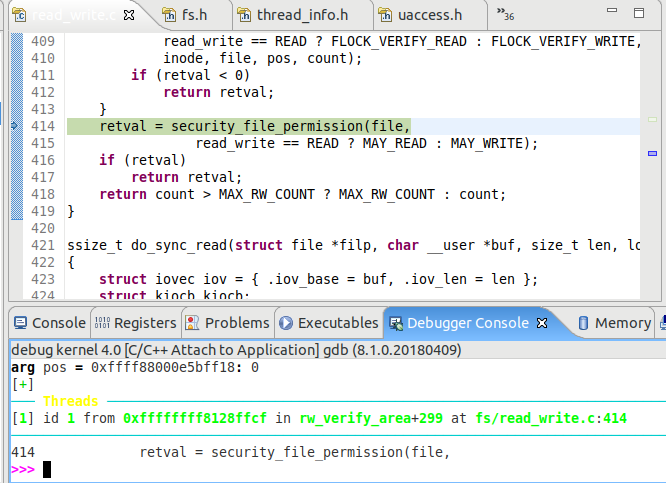 read_write.c fs.h thread_info.h uaccess.h »36
409 read_write == READ ? FLOCK_VERIFY_READ : FLOCK_VERIFY_WRITE,
410 inode, file, pos, count);
411 if (retval < 0)
412 return retval;
413 }
414 retval = security_file_permission(file,
415 read_write == READ ? MAY_READ : MAY_WRITE);
416 if (retval)
417 return retval;
418 return count > MAX_RW_COUNT ? MAX_RW_COUNT : count;
419 }
420
421 ssize_t do_sync_read(struct file *filp, char __user *buf, size_t len, lo
422 {
423 struct iovec iov = { .iov_base = buf, .iov_len = len };
424 struct kiocb kiocb;
Console Registers Problems Executables Debugger Console Memory
debug kernel 4.0 [C/C++ Attach to Application] gdb (8.1.0.20180409)
arg pos = 0xffff88000e5bff18: 0
[+]
Threads
[1] id 1 from 0xffffffff8128ffcf in rw_verify_area+299 at fs/read_write.c:414
414 retval = security_file_permission(file,
>>>